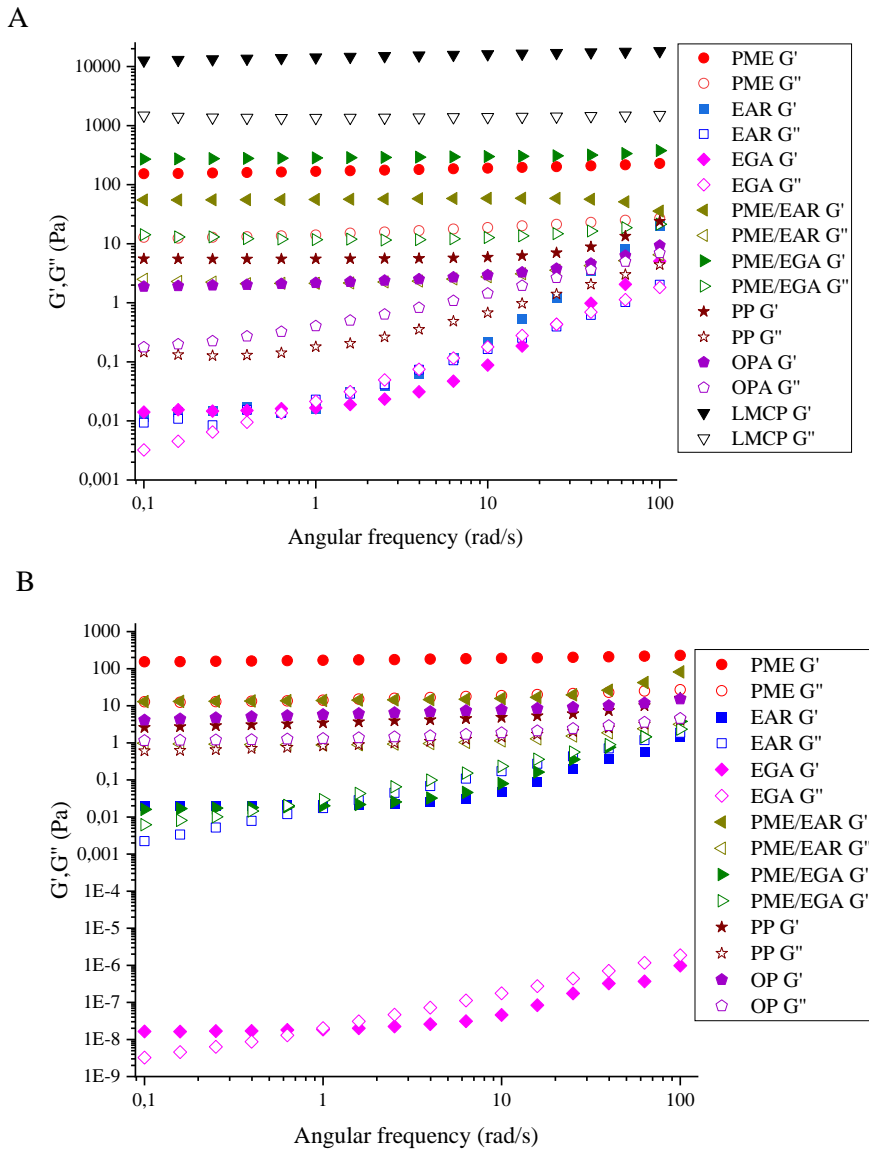 A
10000
1000
100
10
1
0,1
0,01
0,001
G',G'' (Pa)
0,1
1
10
100
Angular frequency (rad/s)
PME G'
PME G''
EAR G'
EAR G''
EGA G'
EGA G''
PME/EAR G'
PME/EAR G''
PME/EGA G'
PME/EGA G''
PP G'
PP G''
OPA G'
OPA G''
LMCP G'
LMCP G''
B
1000
100
10
1
0,1
0,01
0,001
1E-4
1E-5
1E-6
1E-7
1E-8
1E-9
G',G'' (Pa)
0,1
1
10
100
Angular frequency (rad/s)
PME G'
PME G''
EAR G'
EAR G''
EGA G'
EGA G''
PME/EAR G'
PME/EAR G''
PME/EGA G'
PME/EGA G''
PP G'
PP G''
OP G'
OP G''